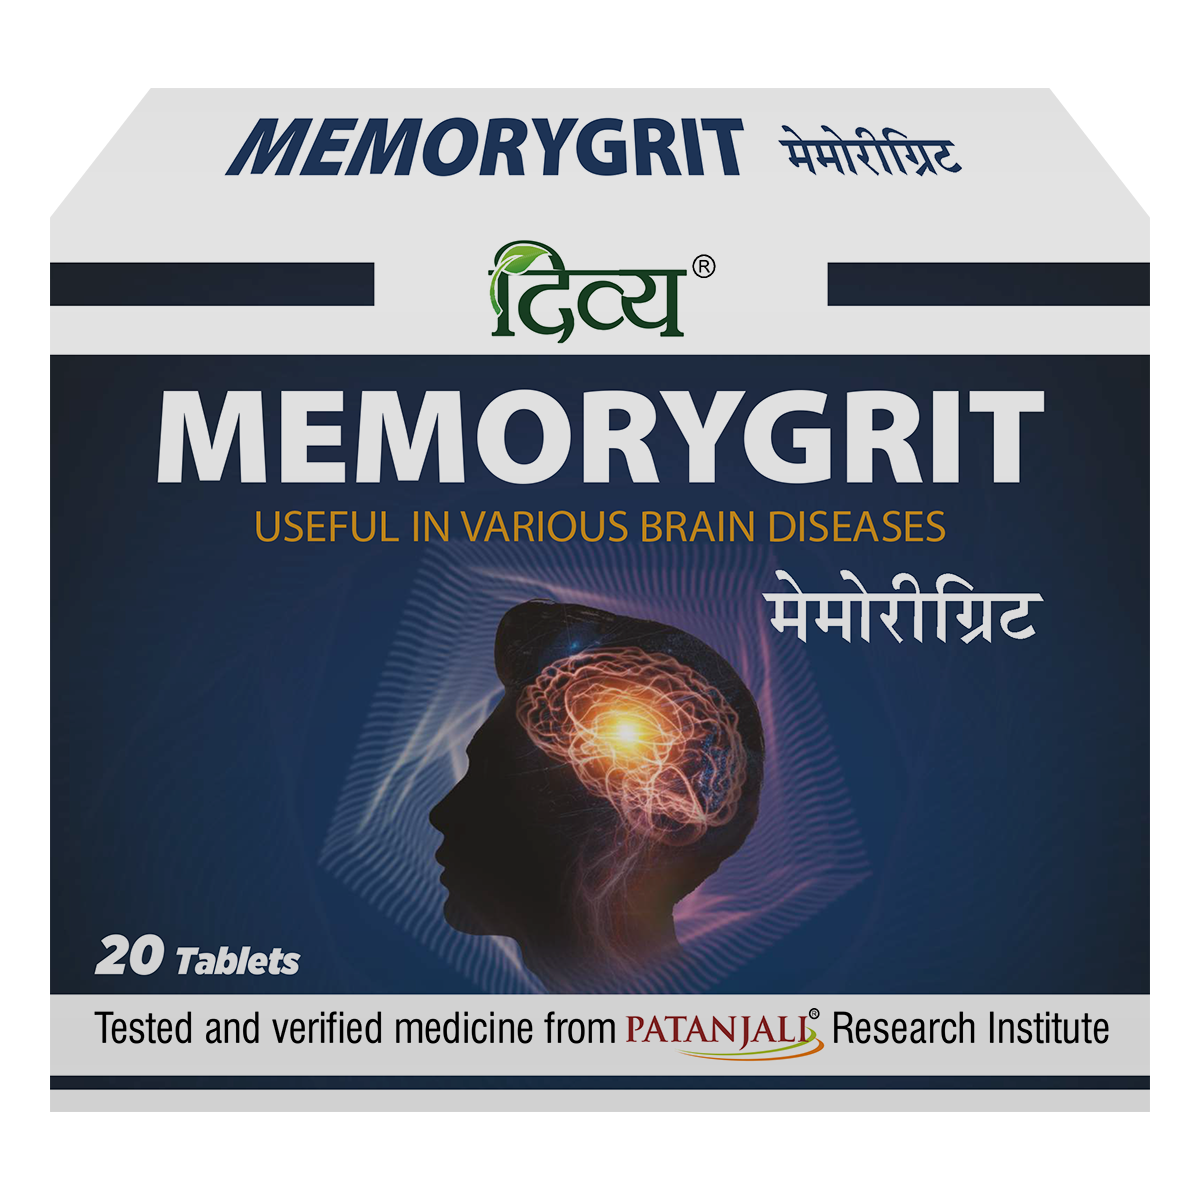 MEMORYGRIT मेमोरीग्रिट
दिव्य®
MEMORYGRIT
USEFUL IN VARIOUS BRAIN DISEASES
मेमोरीग्रिट
20 Tablets
Tested and verified medicine from PATANJALI® Research Institute